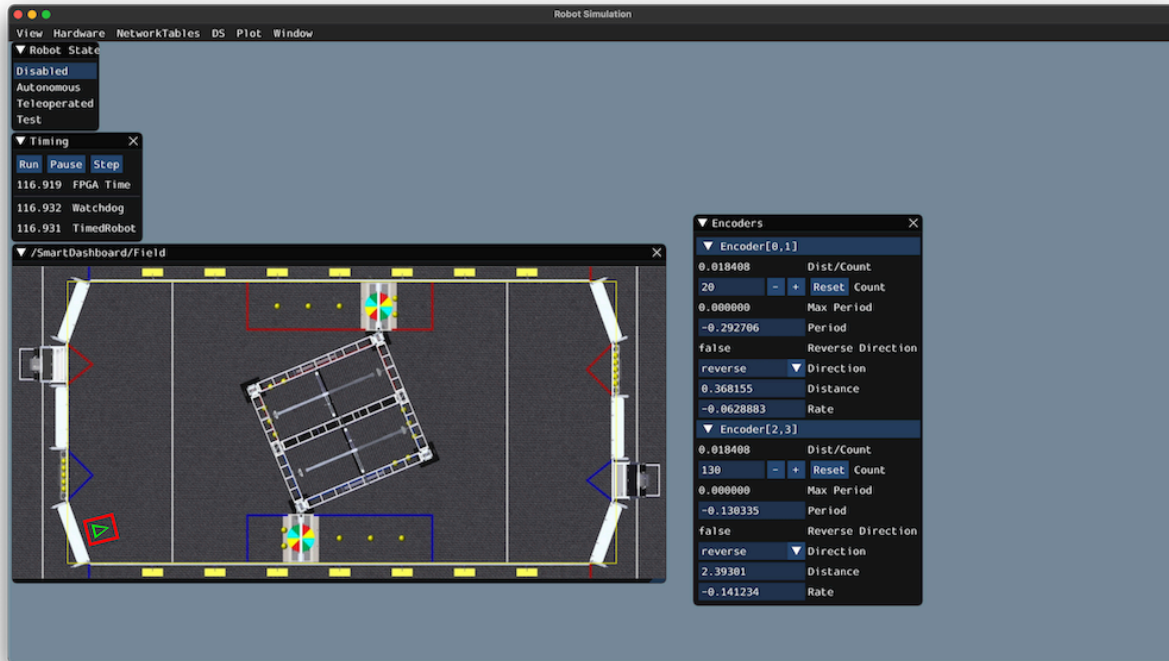 Robot Simulation
View Hardware NetworkTables DS Plot Window
Robot State
Disabled
Autonomous
Teleoperated
Test
Timing
Run Pause Step
116.919 FPGA Time
116.932 Watchdog
116.931 TimedRobot
/SmartDashboard/Field
Encoders
Encoder[0,1]
0.018408 Dist/Count
20 - + Reset Count
0.000000 Max Period
-0.292706 Period
false Reverse Direction
reverse Direction
0.368155 Distance
-0.0628883 Rate
Encoder[2,3]
0.018408 Dist/Count
130 - + Reset Count
0.000000 Max Period
-0.130335 Period
false Reverse Direction
reverse Direction
2.39301 Distance
-0.141234 Rate